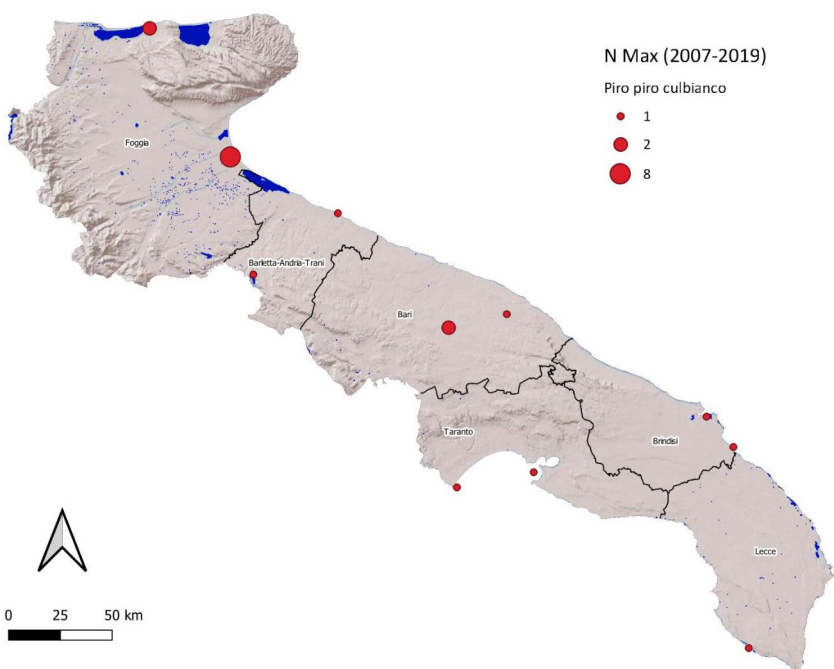 N Max (2007-2019)
Piro piro culbianco
1
2
8
Foggia
Barletta-Andria-Trani
Bari
Taranto
Brindisi
Lecce
0 25 50 km